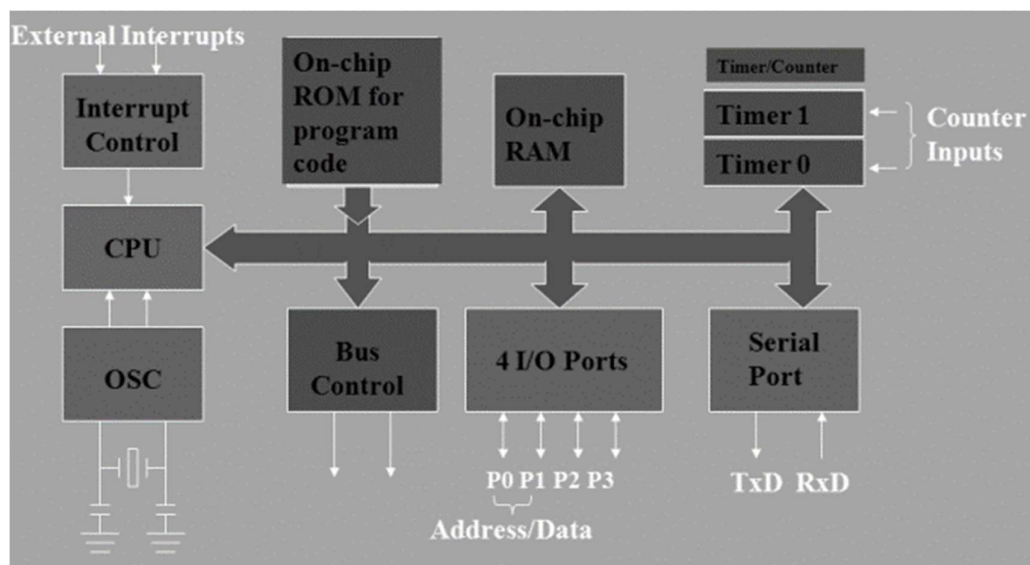 External Interrupts
Interrupt
Control
CPU
OSC
On-chip
ROM for
program
code
On-chip
RAM
Timer/Counter
Timer 1
Timer 0
Counter
Inputs
Bus
Control
4 I/O Ports
P0 P1 P2 P3
Address/Data
Serial
Port
TxD RxD